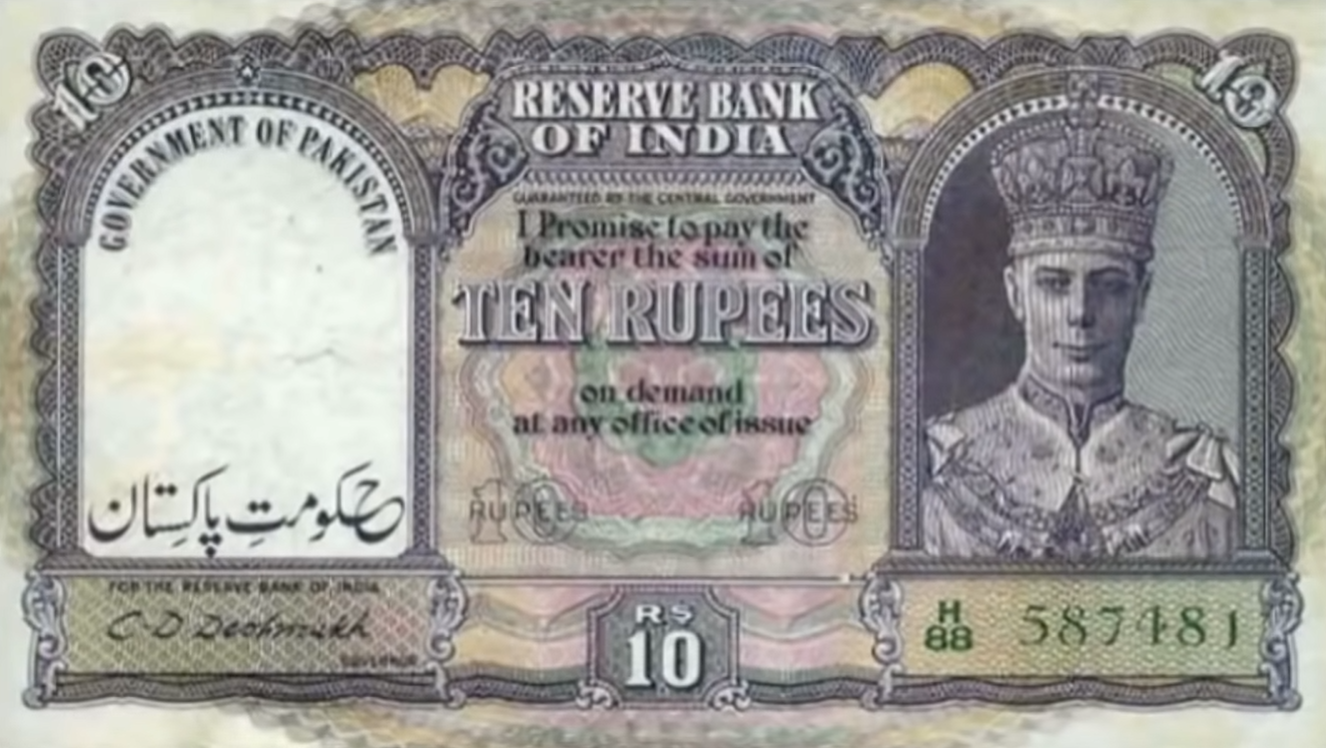 10
10
RESERVE BANK
OF INDIA
GOVERNMENT OF PAKISTAN
GUARANTEED BY THE CENTRAL GOVERNMENT
I Promise to pay the
bearer the sum of
TEN RUPEES
on demand
at any office of issue
حکومتِ پاکِستان
10 RUPEES
10 RUPEES
FOR THE RESERVE BANK OF INDIA
C D Deshmukh
GOVERNOR
RS
10
H
88
587481